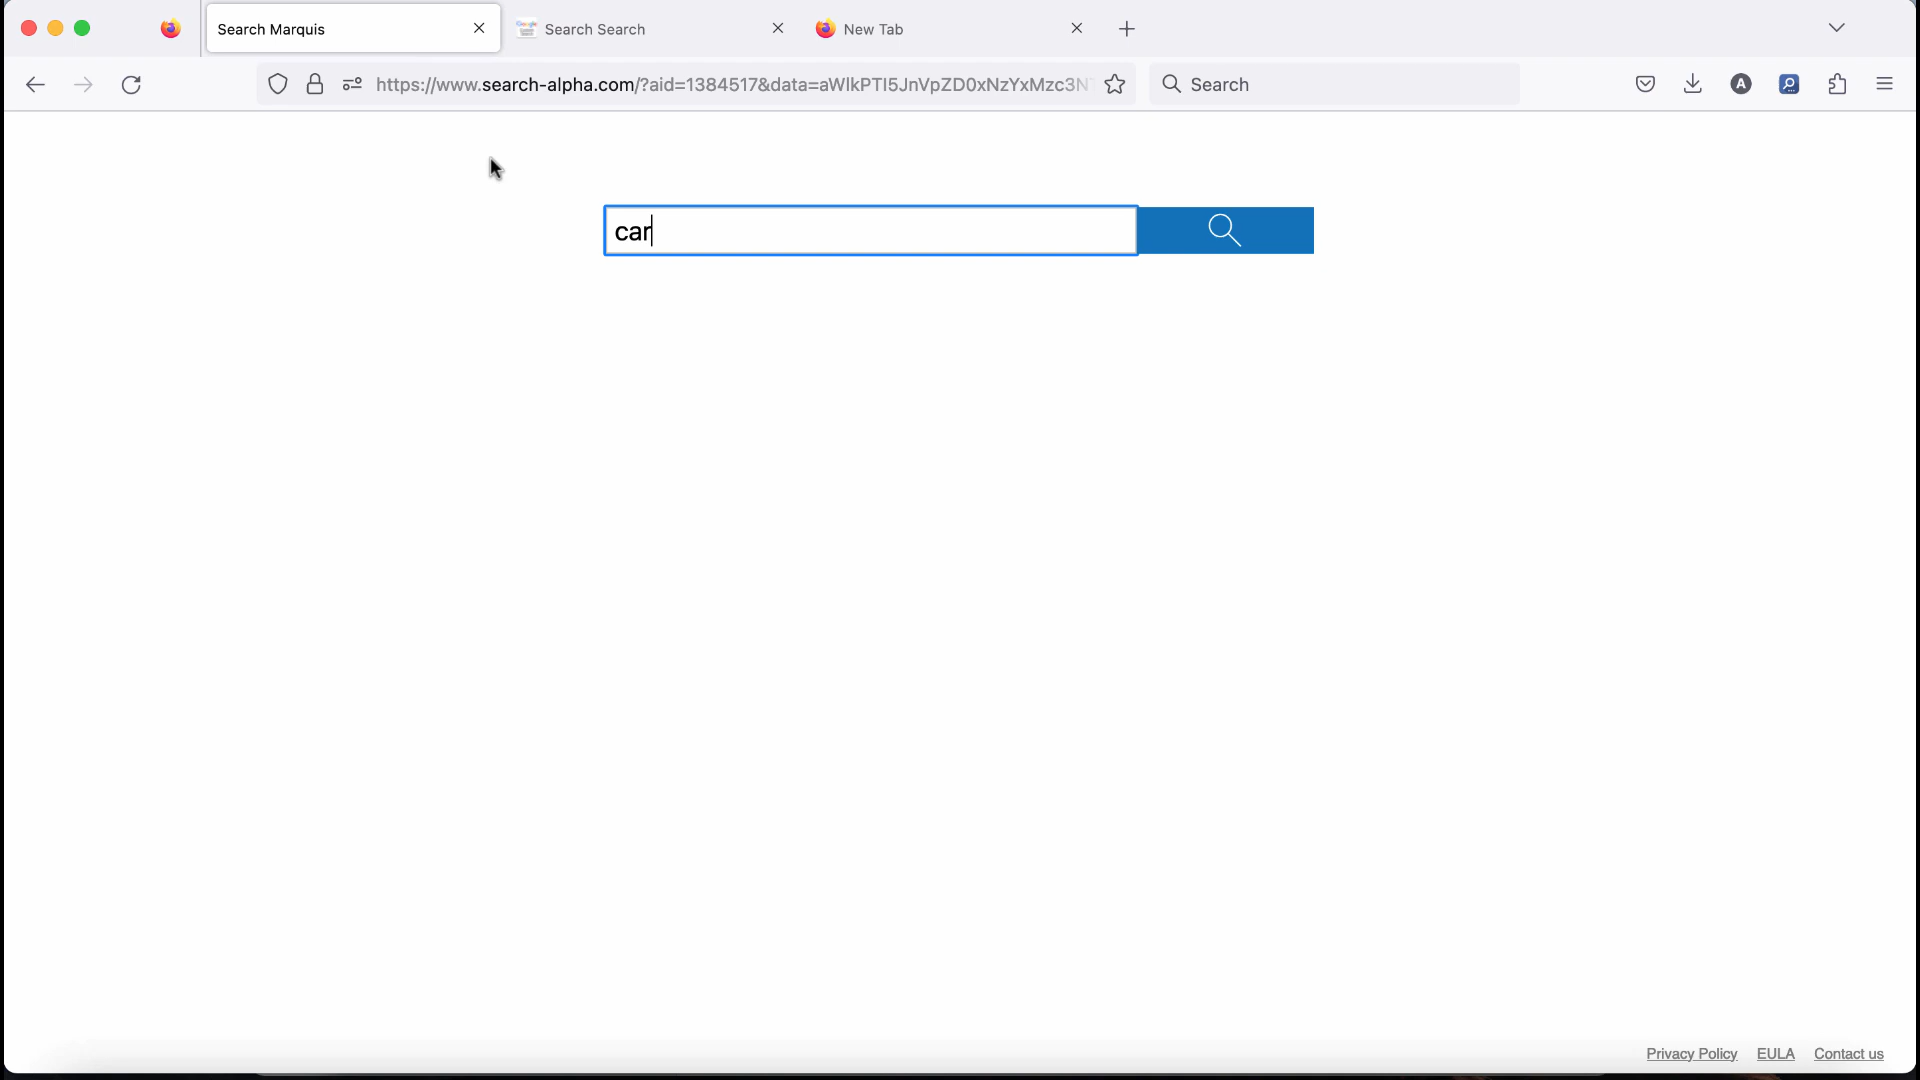 Search Marquis
Search Search
New Tab
https://www.search-alpha.com/?aid=1384517&data=aWlkPTI5JnVpZD0xNzYxMzc3N
Search
A
car
Privacy Policy EULA Contact us